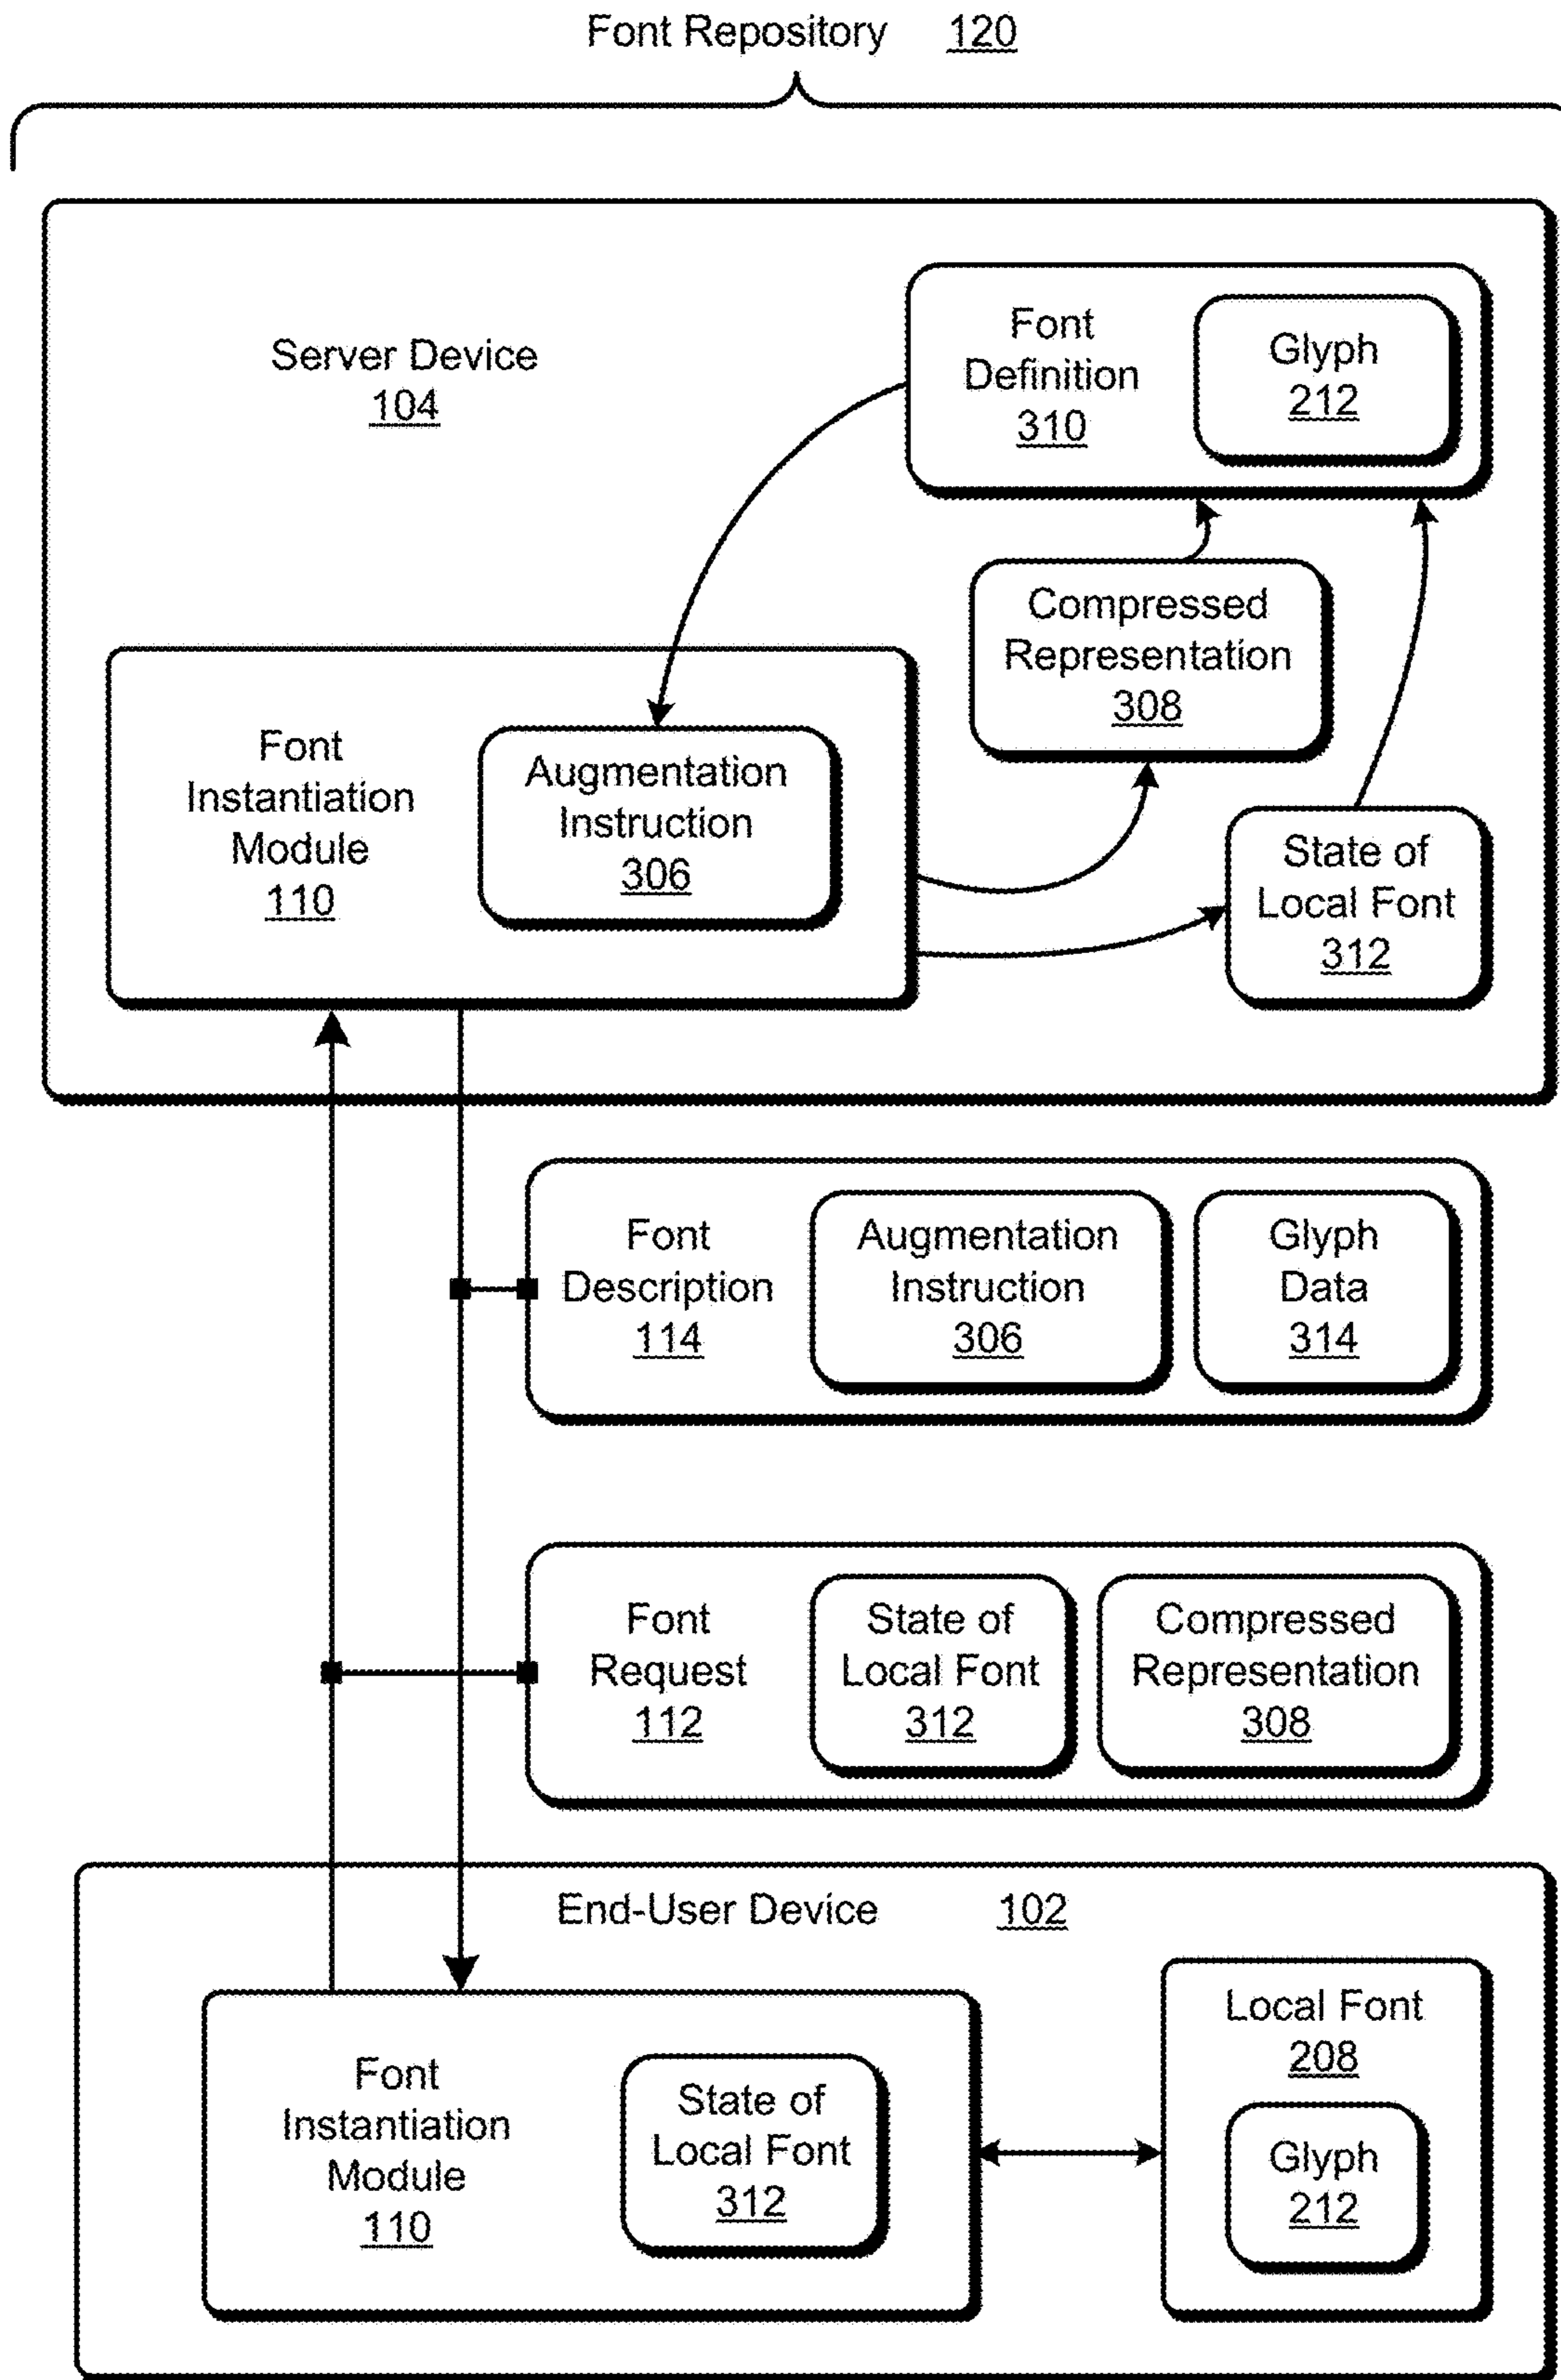 Font Repository 120
Server Device
104
Font
Definition
310
Glyph
212
Compressed
Representation
308
Font
Instantiation
Module
110
Augmentation
Instruction
306
State of
Local Font
312
Font
Description
114
Augmentation
Instruction
306
Glyph
Data
314
Font
Request
112
State of
Local Font
312
Compressed
Representation
308
End-User Device 102
Font
Instantiation
Module
110
State of
Local Font
312
Local Font
208
Glyph
212